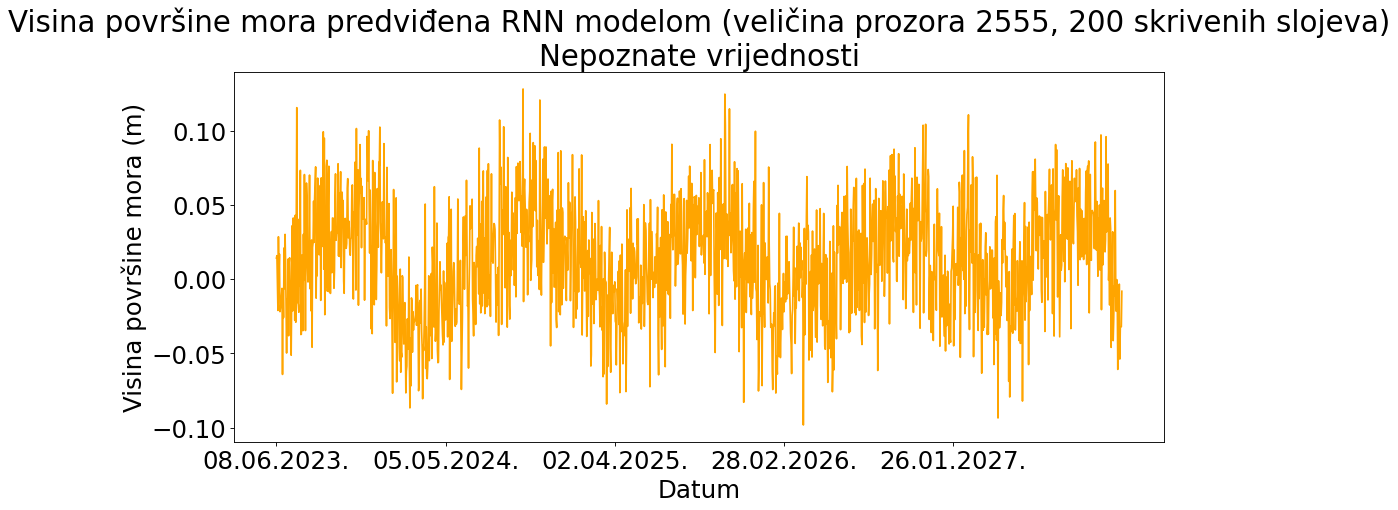 Visina površine mora predviđena RNN modelom (veličina prozora 2555, 200 skrivenih slojeva)
Nepoznate vrijednosti
Visina površine mora (m)
0.10
0.05
0.00
−0.05
−0.10
08.06.2023. 05.05.2024. 02.04.2025. 28.02.2026. 26.01.2027.
Datum